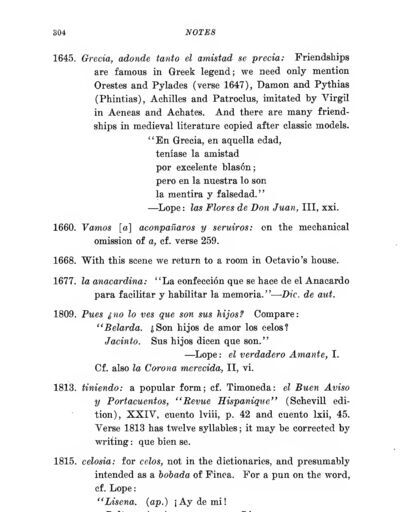 304 NOTES
1645. Grecia, adonde tanto el amistad se precia: Friendships
are famous in Greek legend; we need only mention
Orestes and Pylades (verse 1647), Damon and Pythias
(Phintias), Achilles and Patroclus, imitated by Virgil
in Aeneas and Achates. And there are many friend-
ships in medieval literature copied after classic models.
"En Grecia, en aquella edad,
teníase la amistad
por excelente blasón;
pero en la nuestra lo son
la mentira y falsedad."
—Lope: las Flores de Don Juan, III, xxi.
1660. Vamos [a] aconpañaros y seruiros: on the mechanical
omission of a, cf. verse 259.
1668. With this scene we return to a room in Octavio's house.
1677. la anacardina: "La confección que se hace de el Anacardo
para facilitar y habilitar la memoria."—Dic. de aut.
1809. Pues ¿no lo ves que son sus hijos? Compare:
"Belarda. ¿Son hijos de amor los celos?
Jacinto. Sus hijos dicen que son."
—Lope: el verdadero Amante, I.
Cf. also la Corona merecida, II, vi.
1813. tiniendo: a popular form; cf. Timoneda: el Buen Aviso
y Portacuentos, "Revue Hispanique" (Schevill edi-
tion), XXIV, cuento lviii, p. 42 and cuento lxii, 45.
Verse 1813 has twelve syllables; it may be corrected by
writing: que bien se.
1815. celosia: for celos, not in the dictionaries, and presumably
intended as a bobada of Finea. For a pun on the word,
cf. Lope:
"Lisena. (ap.) ¡Ay de mi!